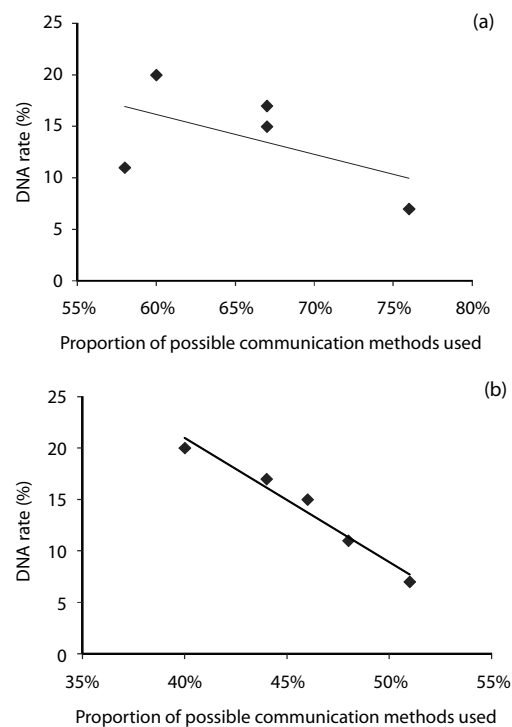 (a)
25
20
15
10
5
0
DNA rate (%)
55% 60% 65% 70% 75% 80%
Proportion of possible communication methods used
(b)
25
20
15
10
5
0
DNA rate (%)
35% 40% 45% 50% 55%
Proportion of possible communication methods used